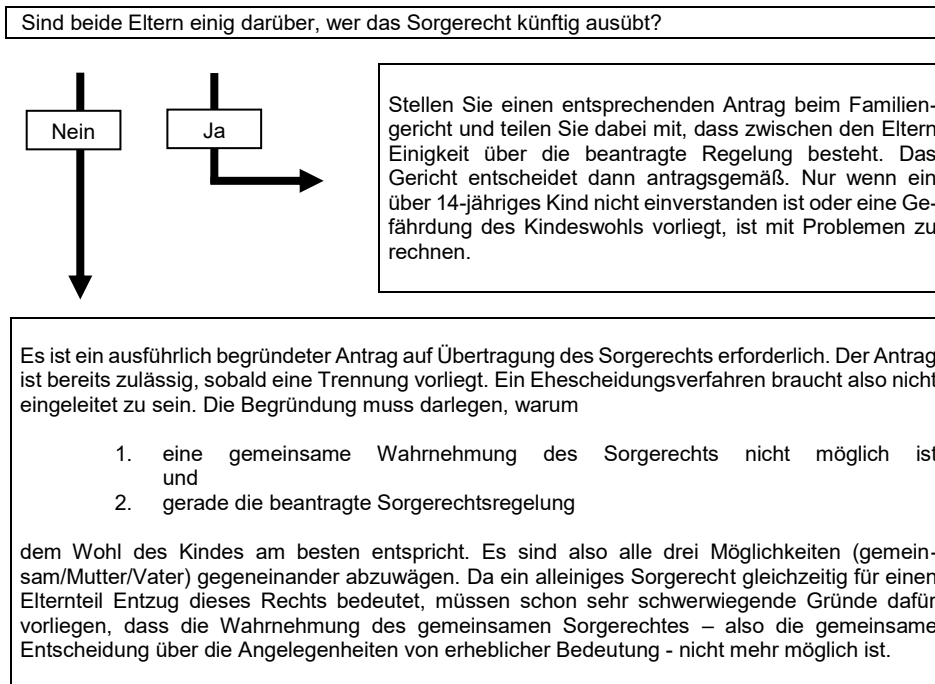 Sind beide Eltern einig darüber, wer das Sorgerecht künftig ausübt?
Nein
Ja
Stellen Sie einen entsprechenden Antrag beim Familien-
gericht und teilen Sie dabei mit, dass zwischen den Eltern
Einigkeit über die beantragte Regelung besteht. Das
Gericht entscheidet dann antragsgemäß. Nur wenn ein
über 14-jähriges Kind nicht einverstanden ist oder eine Ge-
fährdung des Kindeswohls vorliegt, ist mit Problemen zu
rechnen.
Es ist ein ausführlich begründeter Antrag auf Übertragung des Sorgerechts erforderlich. Der Antrag
ist bereits zulässig, sobald eine Trennung vorliegt. Ein Ehescheidungsverfahren braucht also nicht
eingeleitet zu sein. Die Begründung muss darlegen, warum
1. eine gemeinsame Wahrnehmung des Sorgerechts nicht möglich ist
und
2. gerade die beantragte Sorgerechtsregelung
dem Wohl des Kindes am besten entspricht. Es sind also alle drei Möglichkeiten (gemein-
sam/Mutter/Vater) gegeneinander abzuwägen. Da ein alleiniges Sorgerecht gleichzeitig für einen
Elternteil Entzug dieses Rechts bedeutet, müssen schon sehr schwerwiegende Gründe dafür
vorliegen, dass die Wahrnehmung des gemeinsamen Sorgerechtes – also die gemeinsame
Entscheidung über die Angelegenheiten von erheblicher Bedeutung - nicht mehr möglich ist.